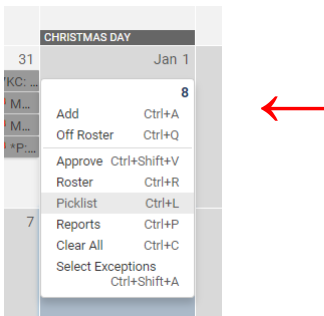 CHRISTMAS DAY
31 Jan 1
KC: ...
M...
M...
*P:...
8
Add Ctrl+A
Off Roster Ctrl+Q
Approve Ctrl+Shift+V
Roster Ctrl+R
Picklist Ctrl+L
7
Reports Ctrl+P
Clear All Ctrl+C
Select Exceptions
Ctrl+Shift+A